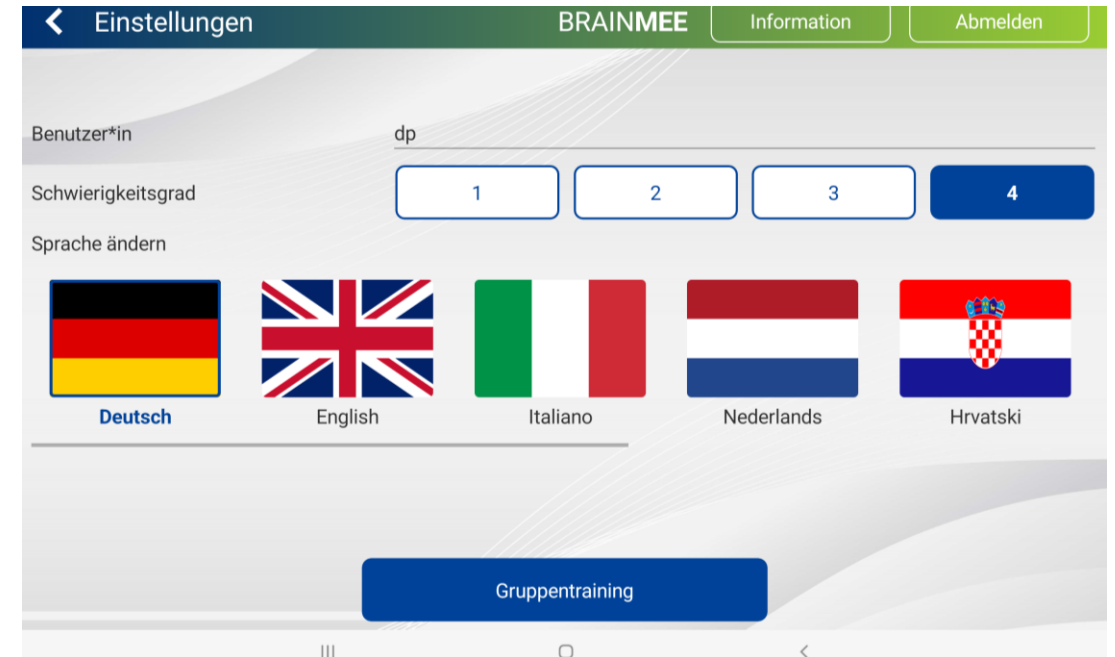 Einstellungen BRAINMEE Information Abmelden
Benutzer*in dp
Schwierigkeitsgrad 1 2 3 4
Sprache ändern
Deutsch English Italiano Nederlands Hrvatski
Gruppentraining